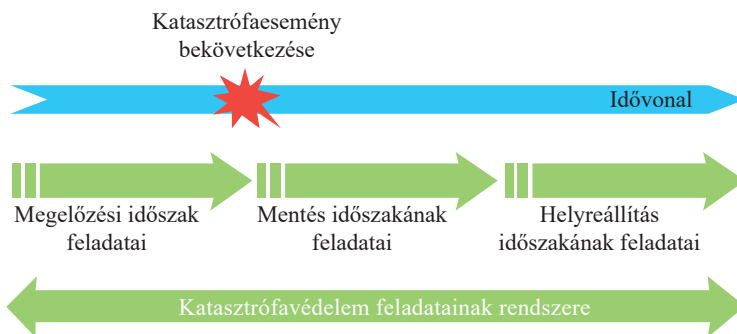 Katasztrófaesemény
bekövetkezése
Idővonal
Megelőzési időszak
feladatai
Mentés időszakának
feladatai
Helyreállítás
időszakának feladatai
Katasztrófavédelem feladatainak rendszere